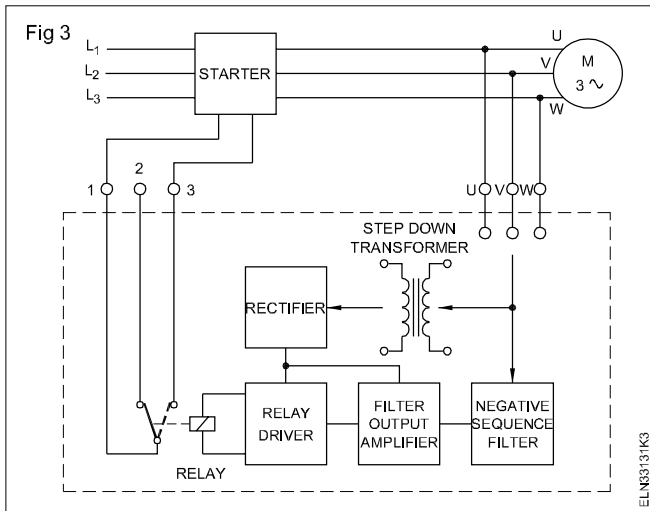 Fig 3
L1
L2
L3
STARTER
U
V
W
M
3 ∿
1
2
3
U
V
W
STEP DOWN
TRANSFORMER
RECTIFIER
RELAY
DRIVER
FILTER
OUTPUT
AMPLIFIER
NEGATIVE
SEQUENCE
FILTER
RELAY
ELN33131K3